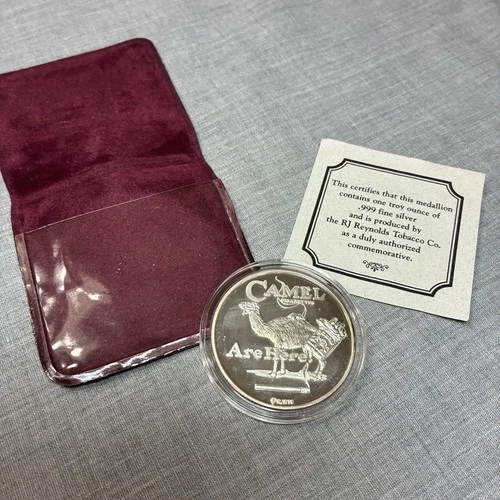 This certifies that this medallion
contains one troy ounce of
.999 fine silver
and is produced by
the RJ Reynolds Tobacco Co.
as a duly authorized
commemorative.
CAMEL
CIGARETTES
Are Here!